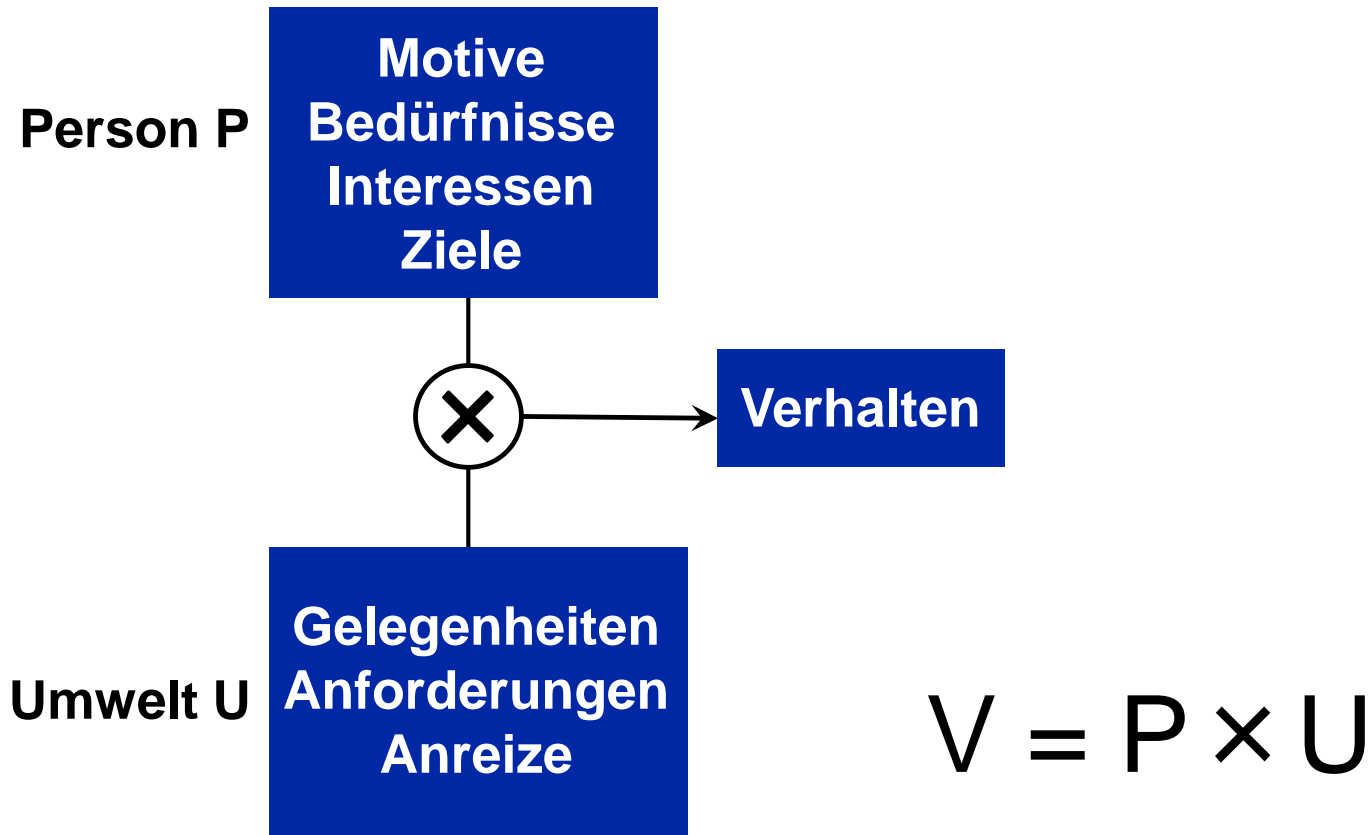 Person P
Motive
Bedürfnisse
Interessen
Ziele
×
Verhalten
Umwelt U
Gelegenheiten
Anforderungen
Anreize
V = P × U